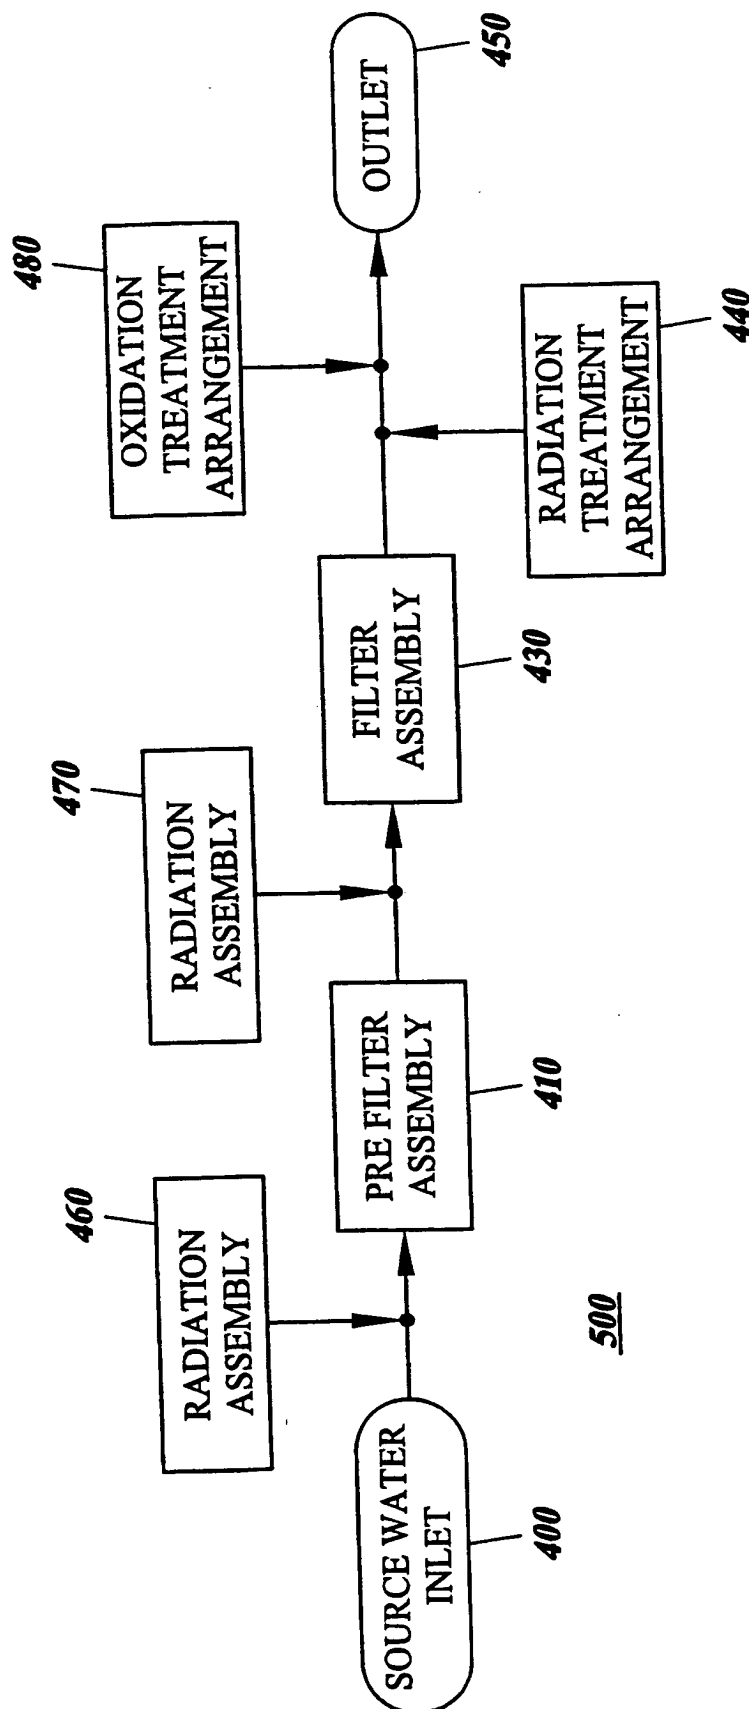 460
RADIATION
ASSEMBLY
470
RADIATION
ASSEMBLY
480
OXIDATION
TREATMENT
ARRANGEMENT
SOURCE WATER
INLET
400
PRE FILTER
ASSEMBLY
410
FILTER
ASSEMBLY
430
OUTLET
450
RADIATION
TREATMENT
ARRANGEMENT
440
500